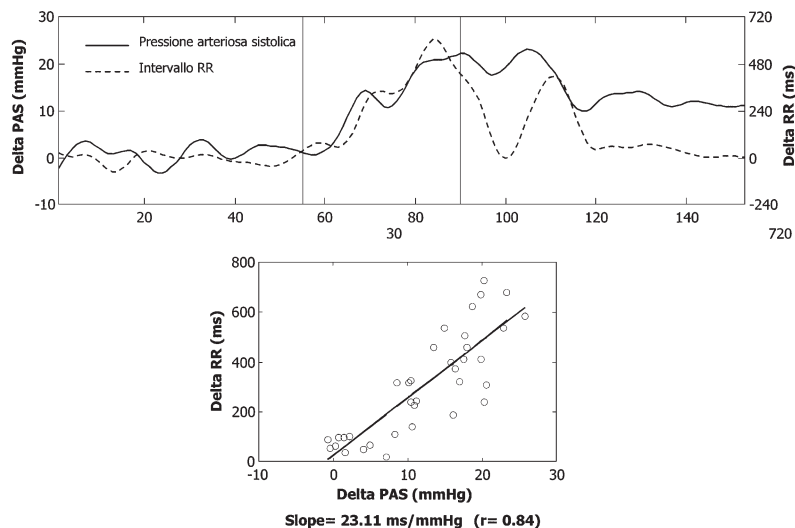 30
20
10
0
-10
Delta PAS (mmHg)
Pressione arteriosa sistolica
Intervallo RR
720
480
240
0
-240
Delta RR (ms)
20 40 60 80 100 120 140
30 720
800
600
400
200
0
Delta RR (ms)
-10 0 10 20 30
Delta PAS (mmHg)
Slope= 23.11 ms/mmHg (r= 0.84)